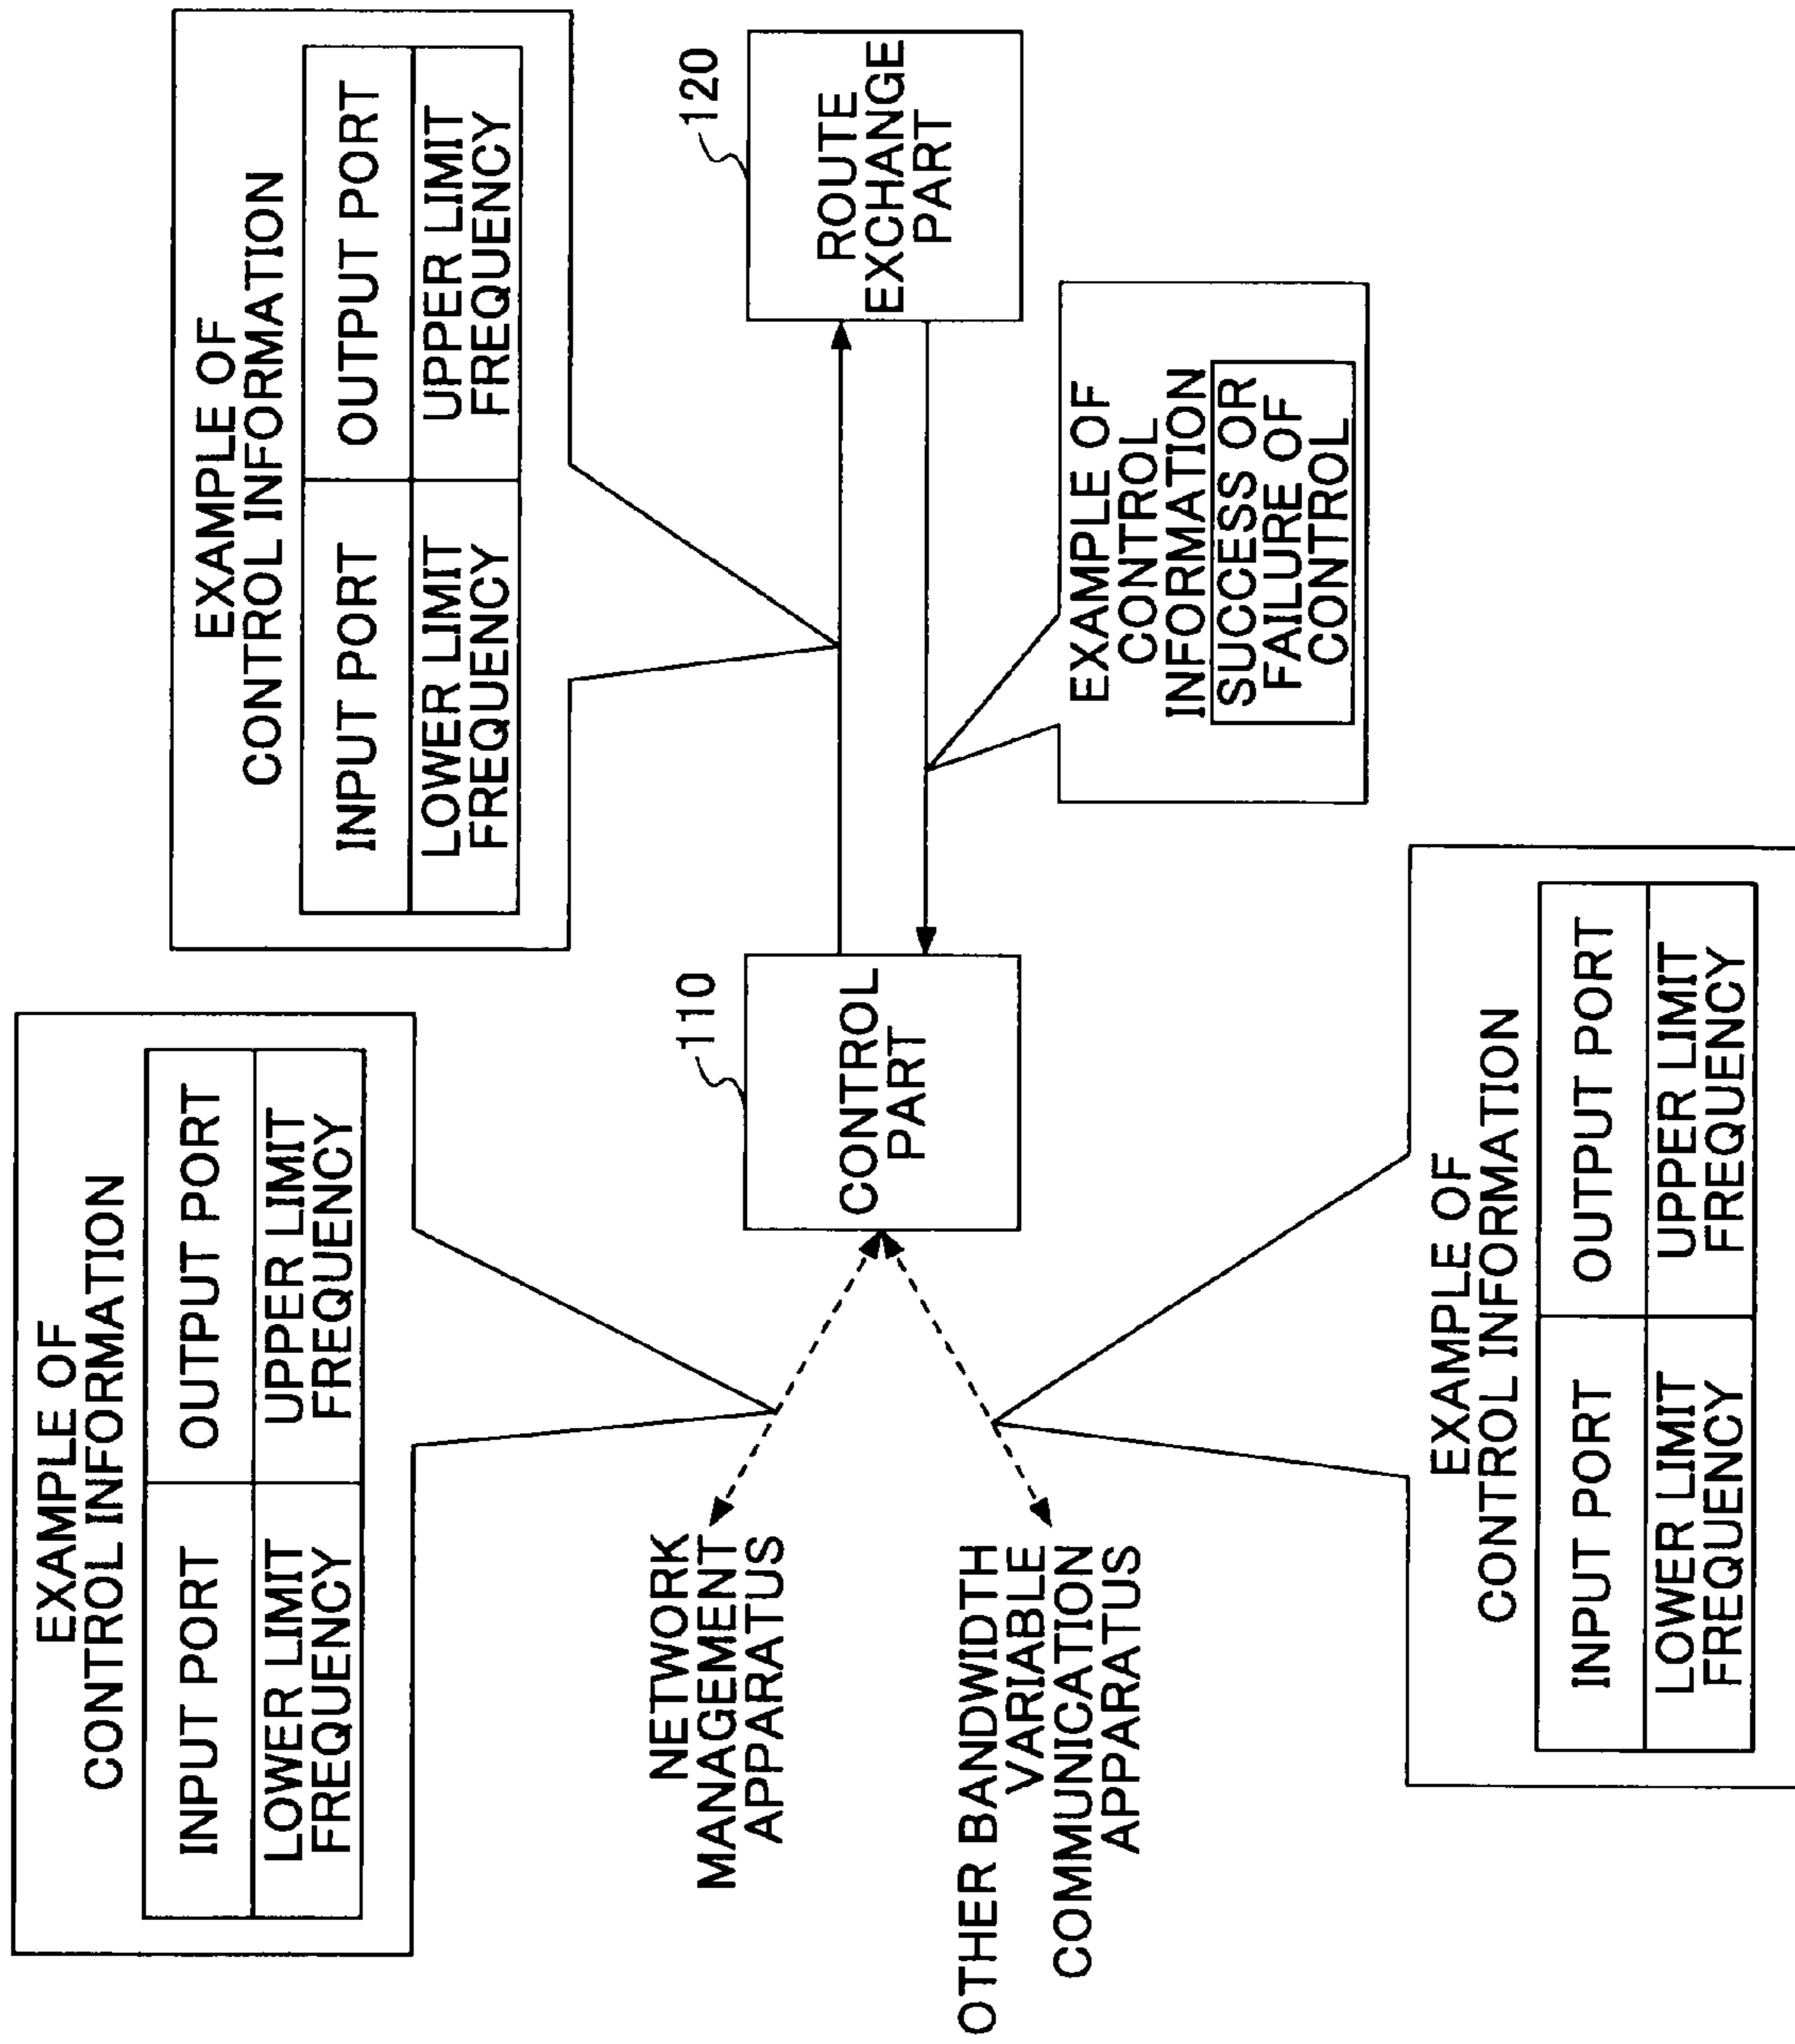 EXAMPLE OF
CONTROL INFORMATION
INPUT PORT
OUTPUT PORT
LOWER LIMIT
FREQUENCY
UPPER LIMIT
FREQUENCY
EXAMPLE OF
CONTROL INFORMATION
INPUT PORT
OUTPUT PORT
LOWER LIMIT
FREQUENCY
UPPER LIMIT
FREQUENCY
NETWORK
MANAGEMENT
APPARATUS
110
CONTROL
PART
120
ROUTE
EXCHANGE
PART
OTHER BANDWIDTH
VARIABLE
COMMUNICATION
APPARATUS
EXAMPLE OF
CONTROL
INFORMATION
SUCCESS OR
FAILURE OF
CONTROL
EXAMPLE OF
CONTROL INFORMATION
INPUT PORT
OUTPUT PORT
LOWER LIMIT
FREQUENCY
UPPER LIMIT
FREQUENCY